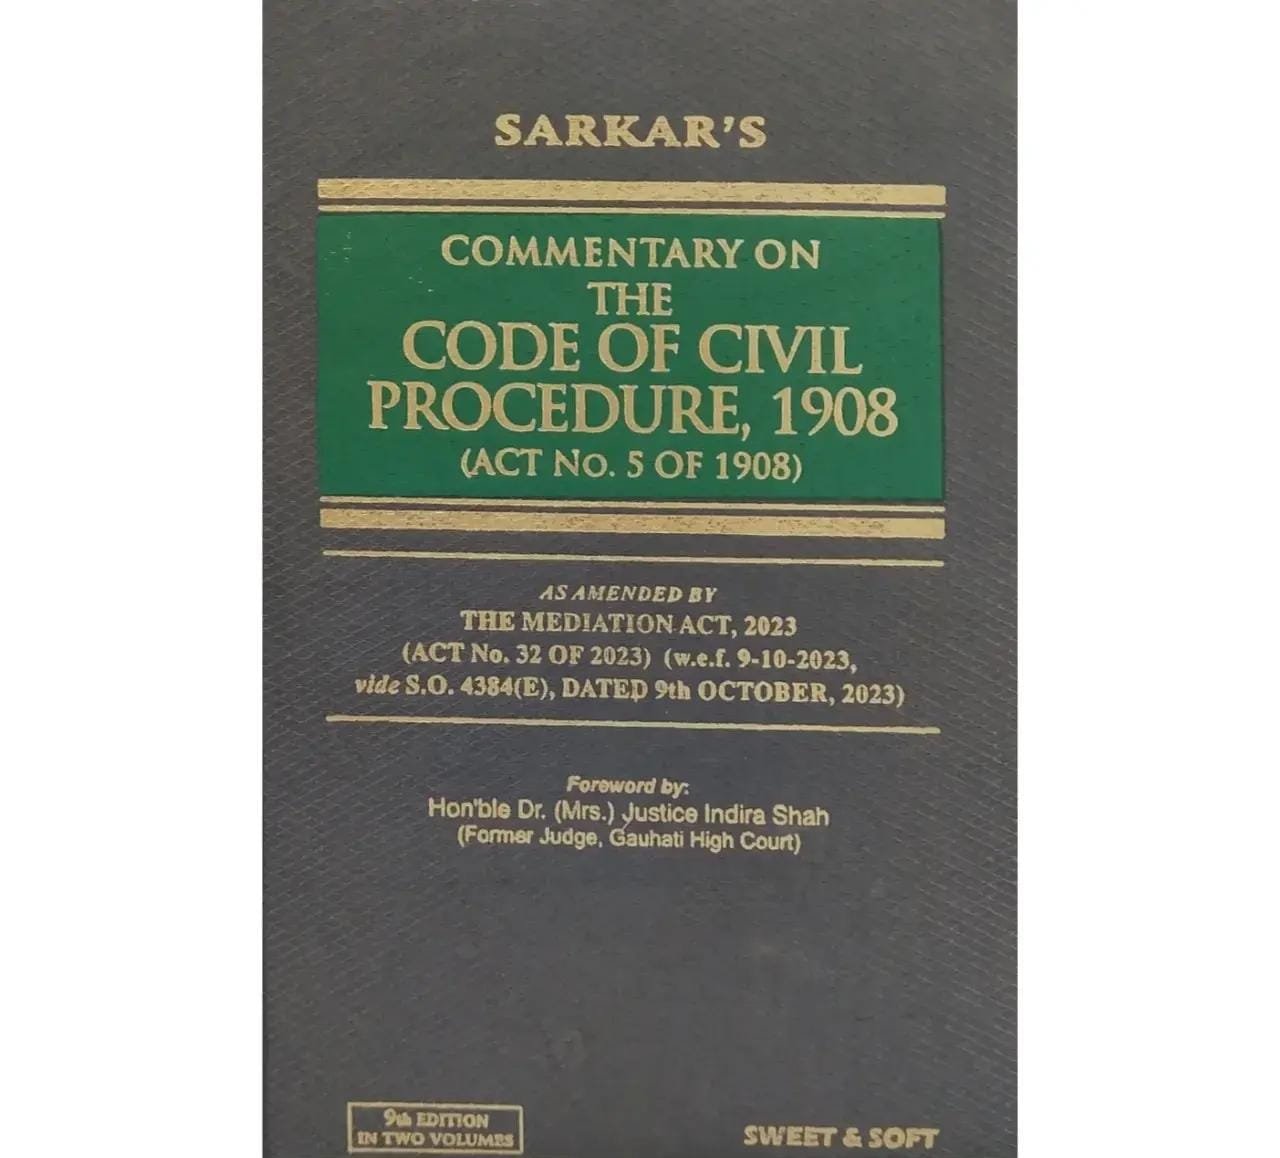 SARKAR'S
COMMENTARY ON
THE
CODE OF CIVIL
PROCEDURE, 1908
(ACT No. 5 OF 1908)
AS AMENDED BY
THE MEDIATION ACT, 2023
(ACT No. 32 OF 2023) (w.e.f. 9-10-2023,
vide S.O. 4384(E), DATED 9th OCTOBER, 2023)
Foreword by:
Hon'ble Dr. (Mrs.) Justice Indira Shah
(Former Judge, Gauhati High Court)
9th EDITION
IN TWO VOLUMES
SWEET & SOFT